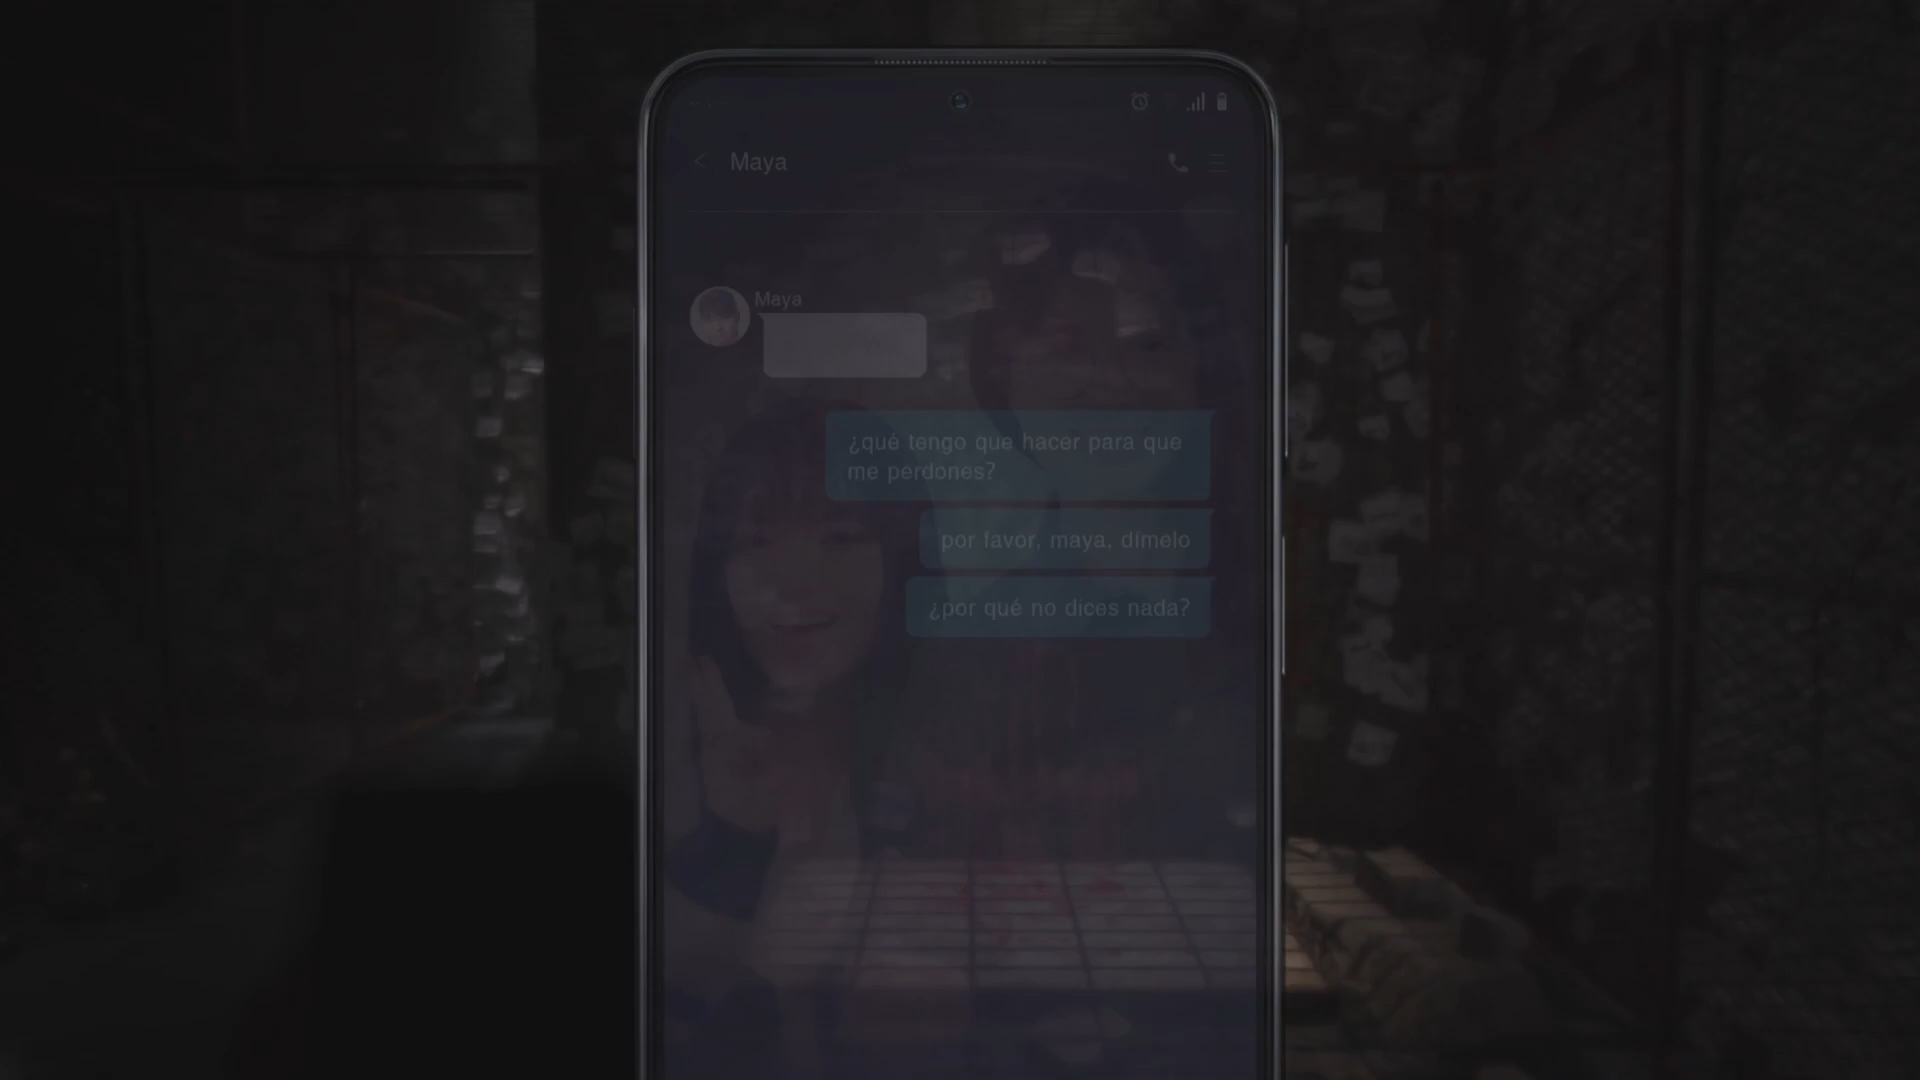 Maya
Maya
¿qué tengo que hacer para que
me perdones?
por favor, maya, dímelo
¿por qué no dices nada?